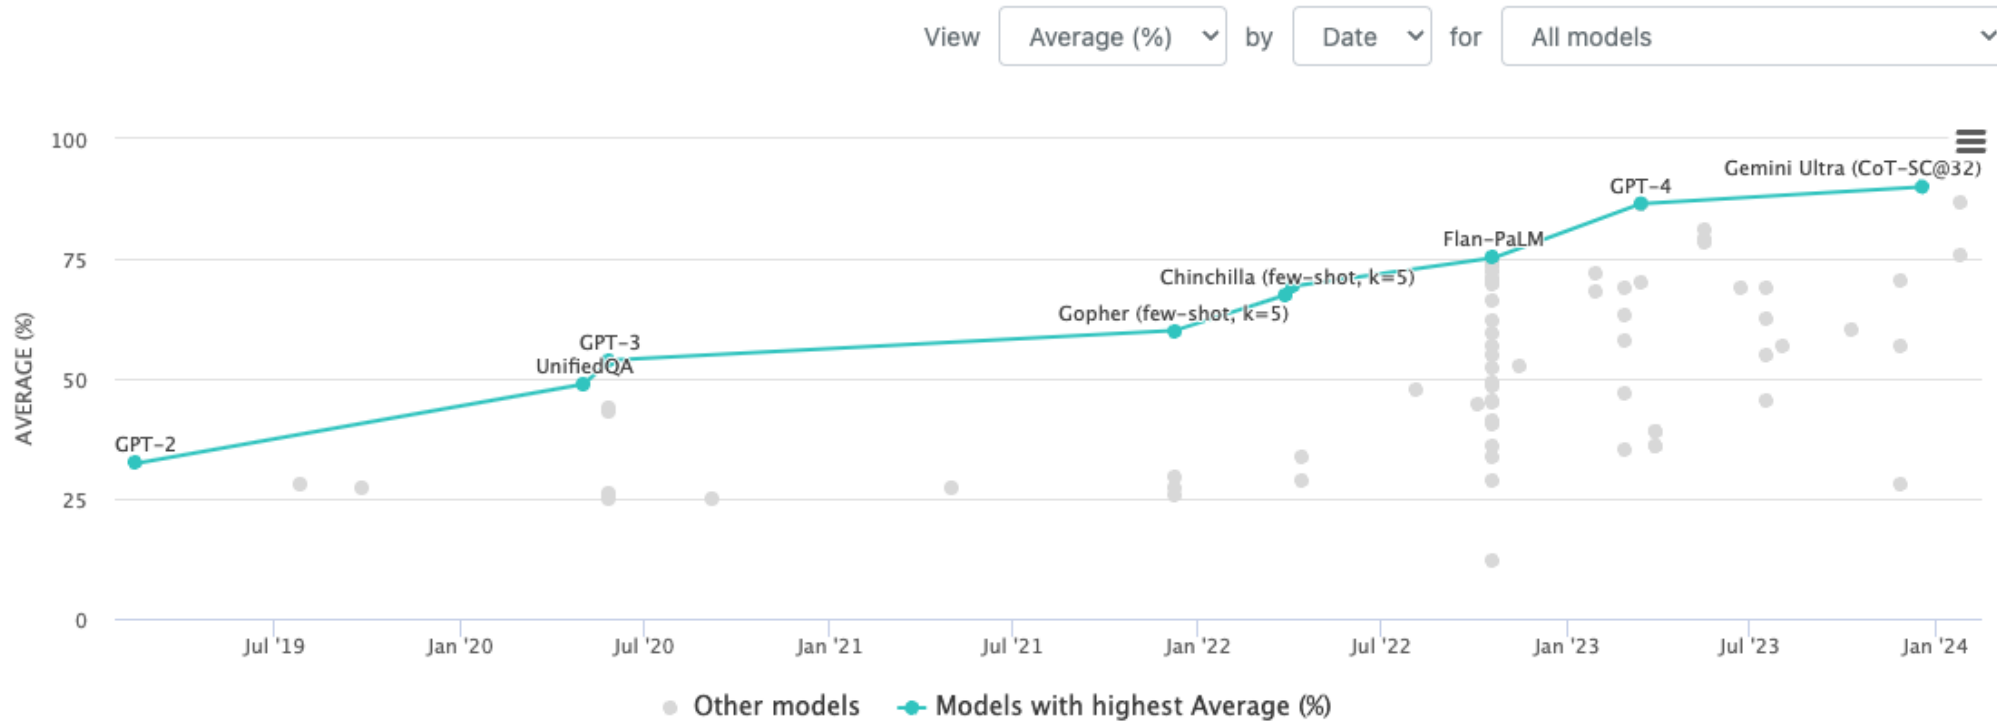 View Average (%) by Date for All models
100
Gemini Ultra (CoT-SC@32)
GPT-4
Flan-PaLM
75
Chinchilla (few-shot, k=5)
Gopher (few-shot, k=5)
GPT-3
UnifiedQA
50
GPT-2
25
0
AVERAGE (%)
Jul '19 Jan '20 Jul '20 Jan '21 Jul '21 Jan '22 Jul '22 Jan '23 Jul '23 Jan '24
Other models Models with highest Average (%)